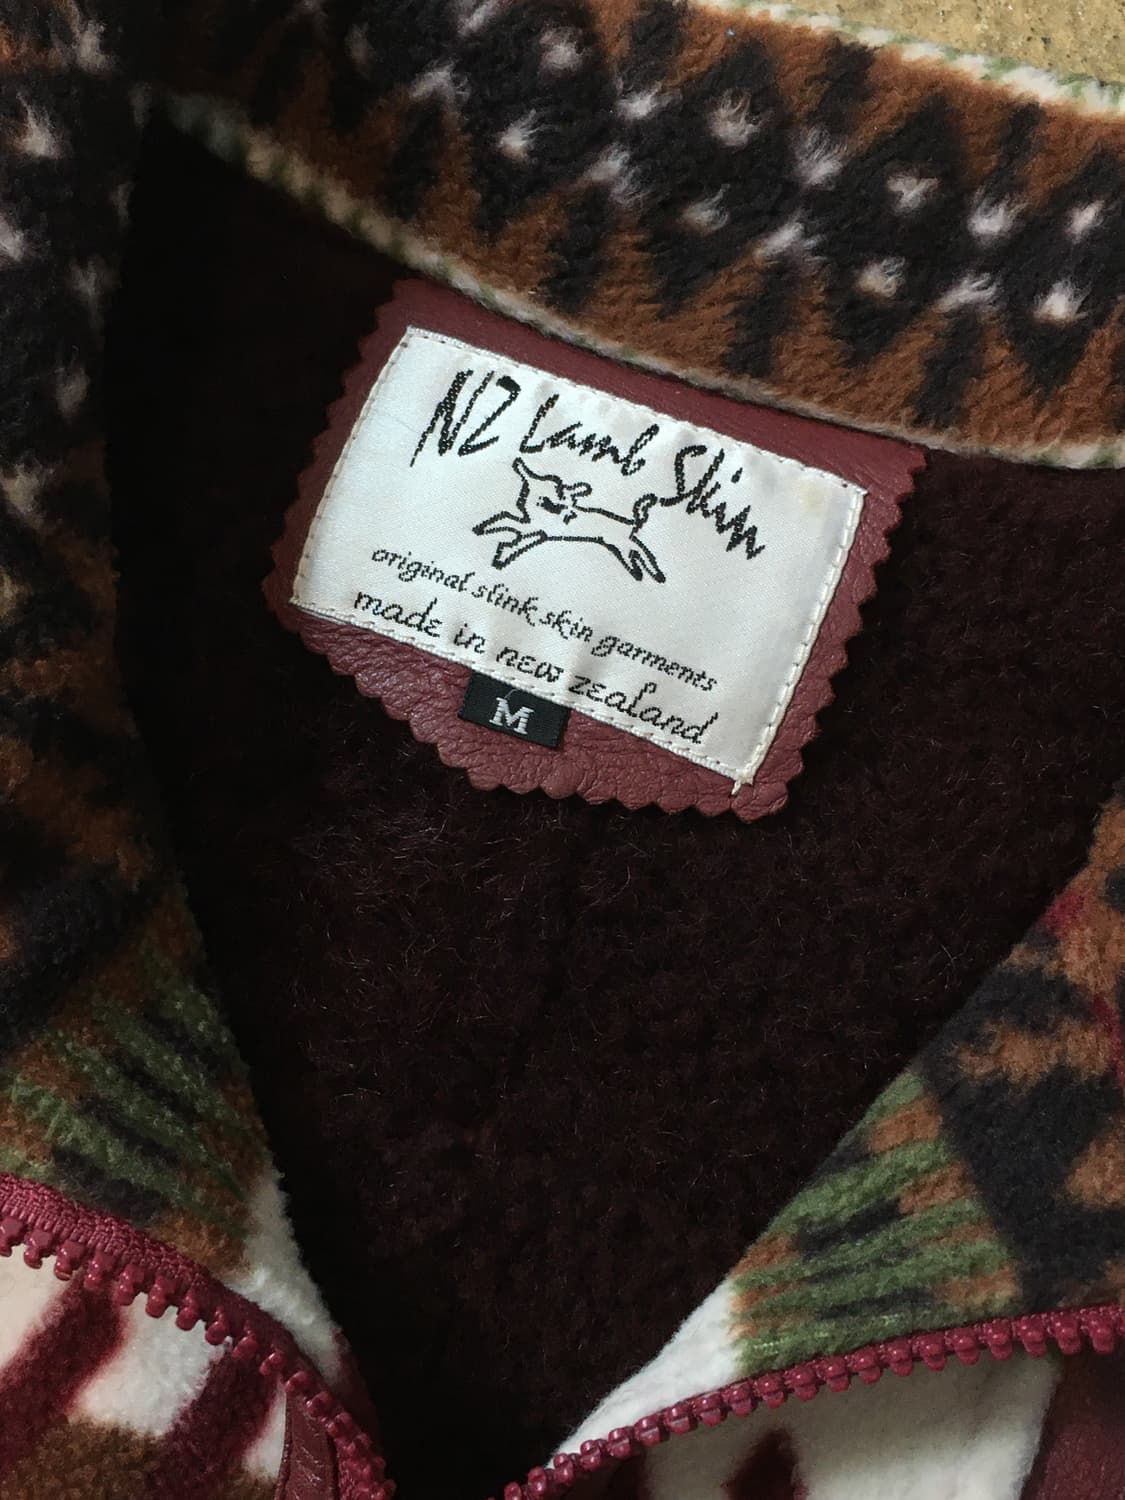 NZ Lamb Skin
original slink skin garments
made in new zealand
M